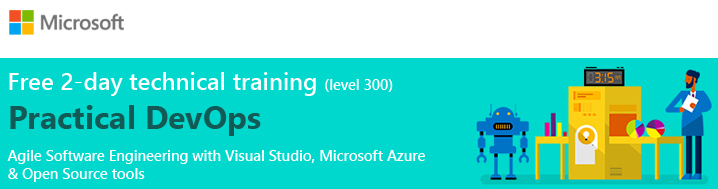 Microsoft
Free 2-day technical training (level 300)
Practical DevOps
Agile Software Engineering with Visual Studio, Microsoft Azure
& Open Source tools
3:15 PM